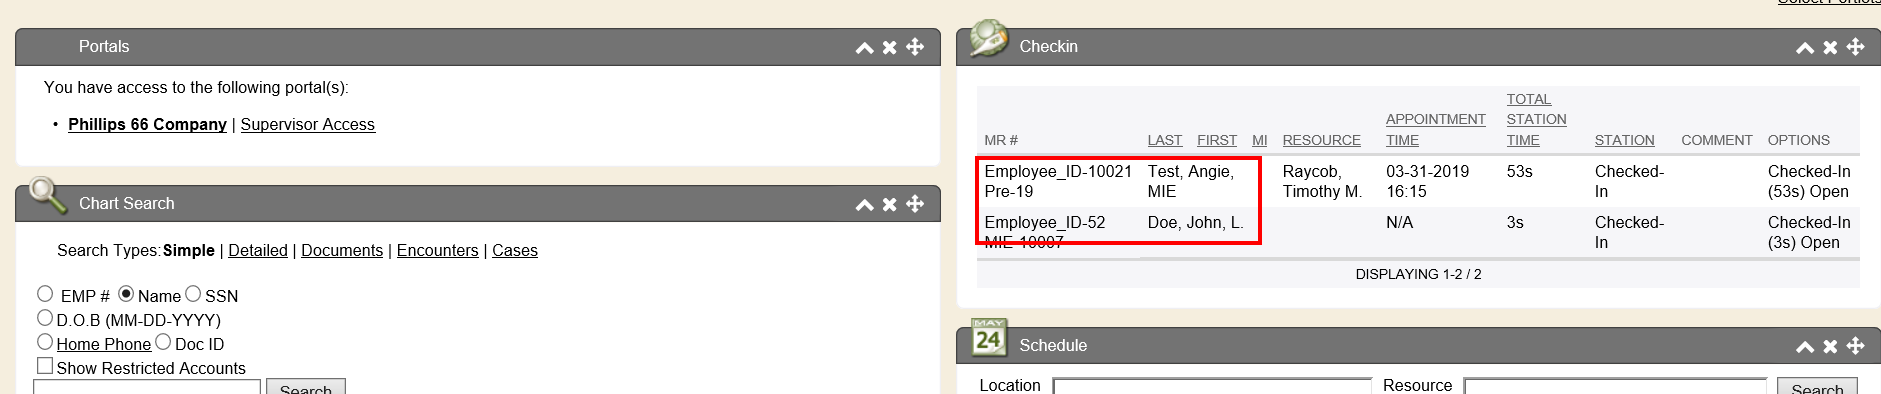 Select Portlets
Portals
You have access to the following portal(s):
• Phillips 66 Company | Supervisor Access
Chart Search
Search Types:Simple | Detailed | Documents | Encounters | Cases
EMP # Name SSN
D.O.B (MM-DD-YYYY)
Home Phone Doc ID
Show Restricted Accounts
Search
Checkin
MR # LAST FIRST MI RESOURCE APPOINTMENT TIME TOTAL STATION TIME STATION COMMENT OPTIONS
Employee_ID-10021 Test, Angie, Raycob, 03-31-2019 53s Checked- Checked-In
Pre-19 MIE Timothy M. 16:15 In (53s) Open
Employee_ID-52 Doe, John, L. N/A 3s Checked- Checked-In
MIE-10007 In (3s) Open
DISPLAYING 1-2 / 2
MAY
24
Schedule
Location Resource Search